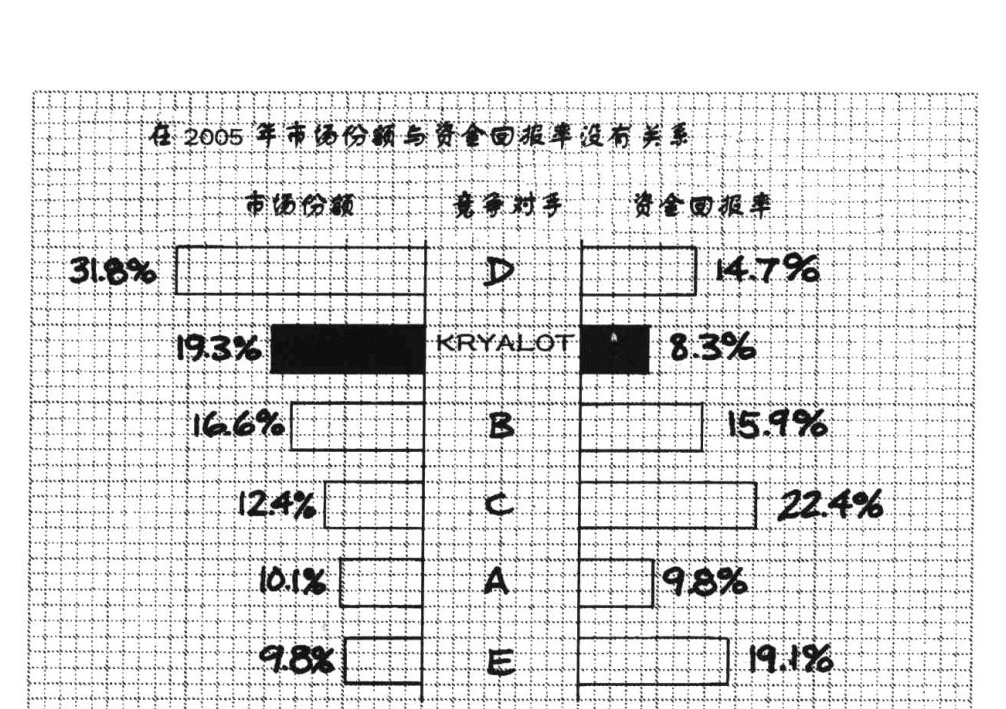 在 2005 年市场份额与资金回报率没有关系
市场份额 竞争对手 资金回报率
31.8% D 14.7%
19.3% KRYALOT 8.3%
16.6% B 15.9%
12.4% C 22.4%
10.1% A 9.8%
9.8% E 19.1%